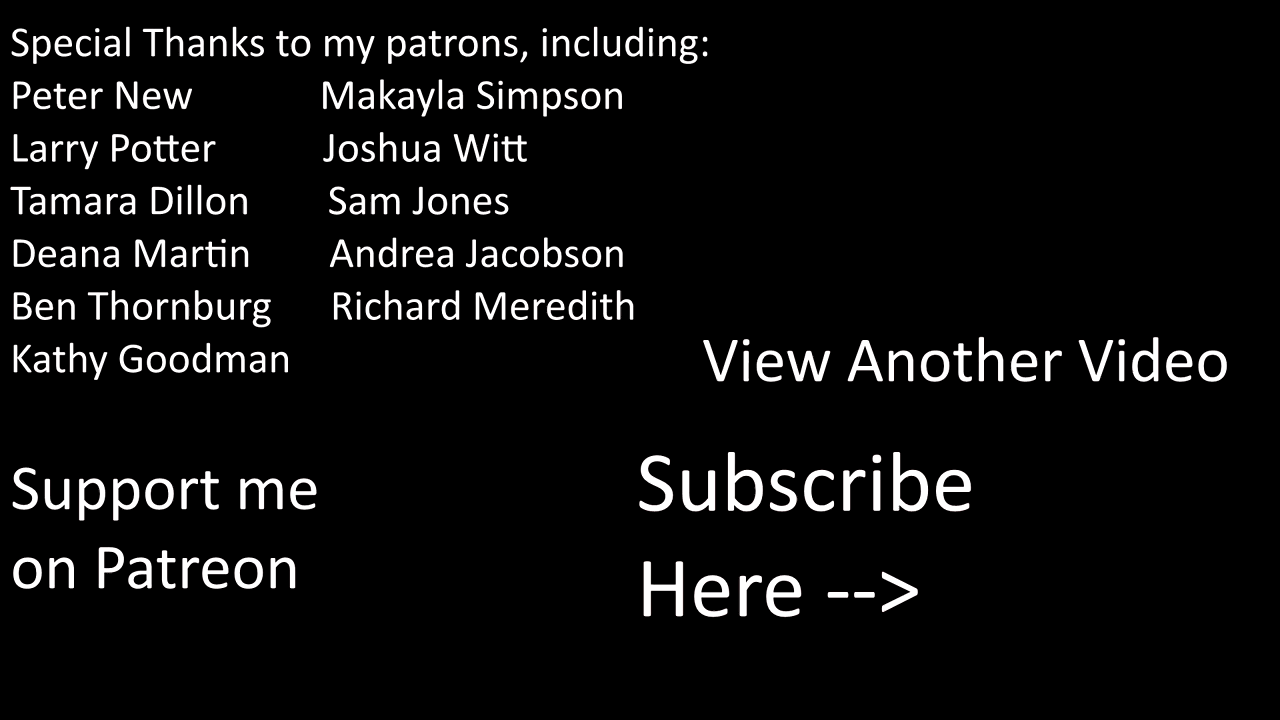 Special Thanks to my patrons, including:
Peter New Makayla Simpson
Larry Potter Joshua Witt
Tamara Dillon Sam Jones
Deana Martin Andrea Jacobson
Ben Thornburg Richard Meredith
Kathy Goodman
View Another Video
Support me
on Patreon
Subscribe
Here -->